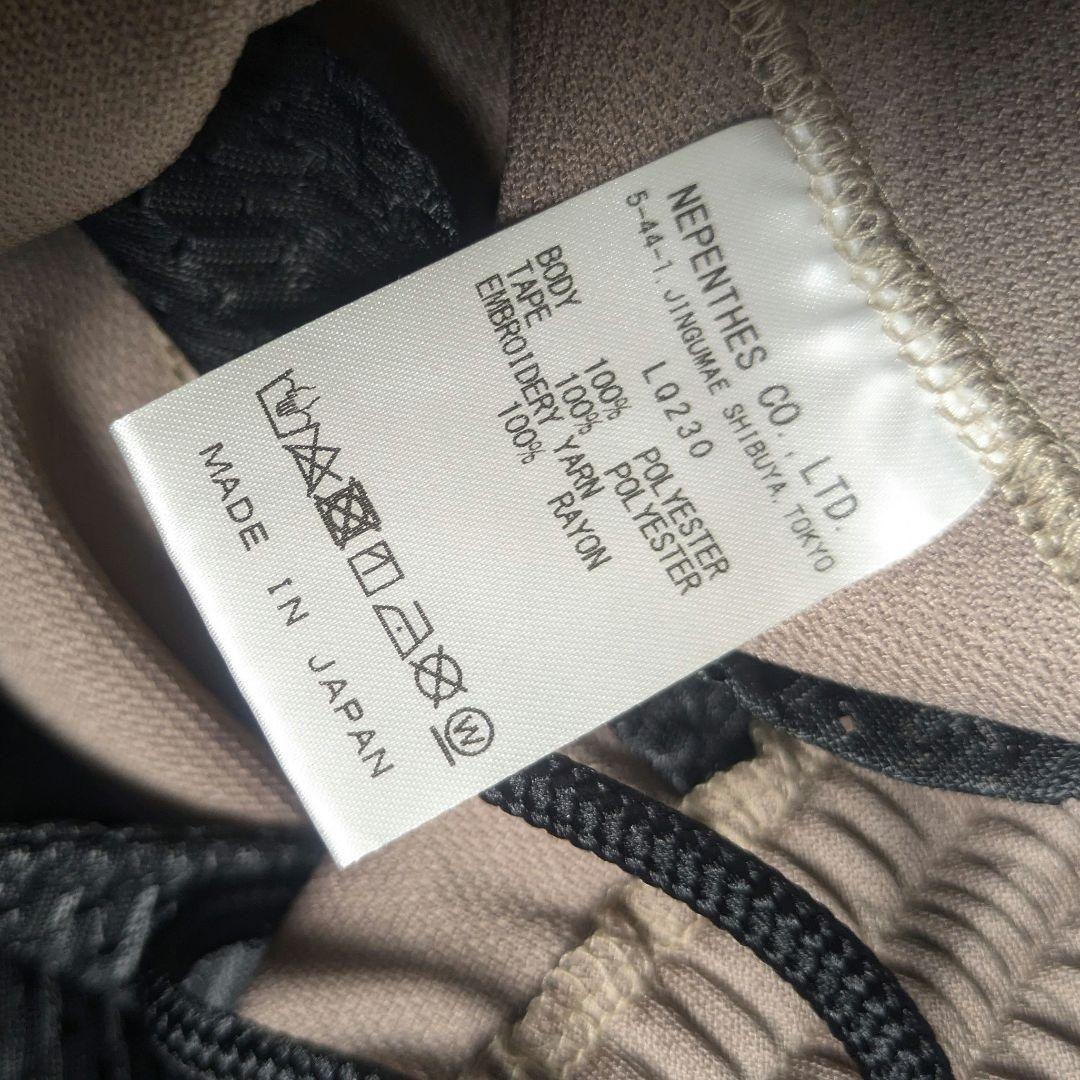 NEPENTHES CO., LTD.
5-44-1. JINGUMAE SHIBUYA, TOKYO
LQ230
BODY
100% POLYESTER
TAPE
100% POLYESTER
EMBROIDERY YARN
100% RAYON
W
MADE IN JAPAN